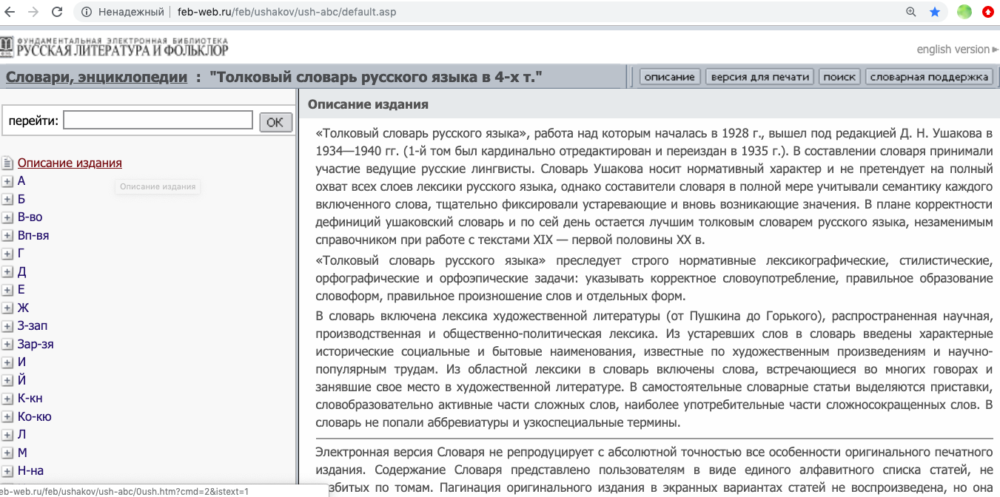 Ненадежный feb-web.ru/feb/ushakov/ush-abc/default.asp
ФУНДАМЕНТАЛЬНАЯ ЭЛЕКТРОННАЯ БИБЛИОТЕКА
РУССКАЯ ЛИТЕРАТУРА И ФОЛЬКЛОР
english version
Словари, энциклопедии : "Толковый словарь русского языка в 4-х т."
описание версия для печати поиск словарная поддержка
перейти: OK
Описание издания
Описание издания
А
Б
В-во
Вп-вя
Г
Д
Е
Ж
З-зап
Зар-зя
И
Й
К-кн
Ко-кю
Л
М
Н-на
eb-web.ru/feb/ushakov/ush-abc/0ush.htm?cmd=2&istext=1
Описание издания
«Толковый словарь русского языка», работа над которым началась в 1928 г., вышел под редакцией Д. Н. Ушакова в
1934—1940 гг. (1-й том был кардинально отредактирован и переиздан в 1935 г.). В составлении словаря принимали
участие ведущие русские лингвисты. Словарь Ушакова носит нормативный характер и не претендует на полный
охват всех слоев лексики русского языка, однако составители словаря в полной мере учитывали семантику каждого
включенного слова, тщательно фиксировали устаревающие и вновь возникающие значения. В плане корректности
дефиниций ушаковский словарь и по сей день остается лучшим толковым словарем русского языка, незаменимым
справочником при работе с текстами XIX — первой половины XX в.
«Толковый словарь русского языка» преследует строго нормативные лексикографические, стилистические,
орфографические и орфоэпические задачи: указывать корректное словоупотребление, правильное образование
словоформ, правильное произношение слов и отдельных форм.
В словарь включена лексика художественной литературы (от Пушкина до Горького), распространенная научная,
производственная и общественно-политическая лексика. Из устаревших слов в словарь введены характерные
исторические социальные и бытовые наименования, известные по художественным произведениям и научно-
популярным трудам. Из областной лексики в словарь включены слова, встречающиеся во многих говорах и
занявшие свое место в художественной литературе. В самостоятельные словарные статьи выделяются приставки,
словообразовательно активные части сложных слов, наиболее употребительные части сложносокращенных слов. В
словарь не попали аббревиатуры и узкоспециальные термины.
Электронная версия Словаря не репродуцирует с абсолютной точностью все особенности оригинального печатного
издания. Содержание Словаря представлено пользователям в виде единого алфавитного списка статей, не
збитых по томам. Пагинация оригинального издания в экранных вариантах статей не воспроизведена, но она